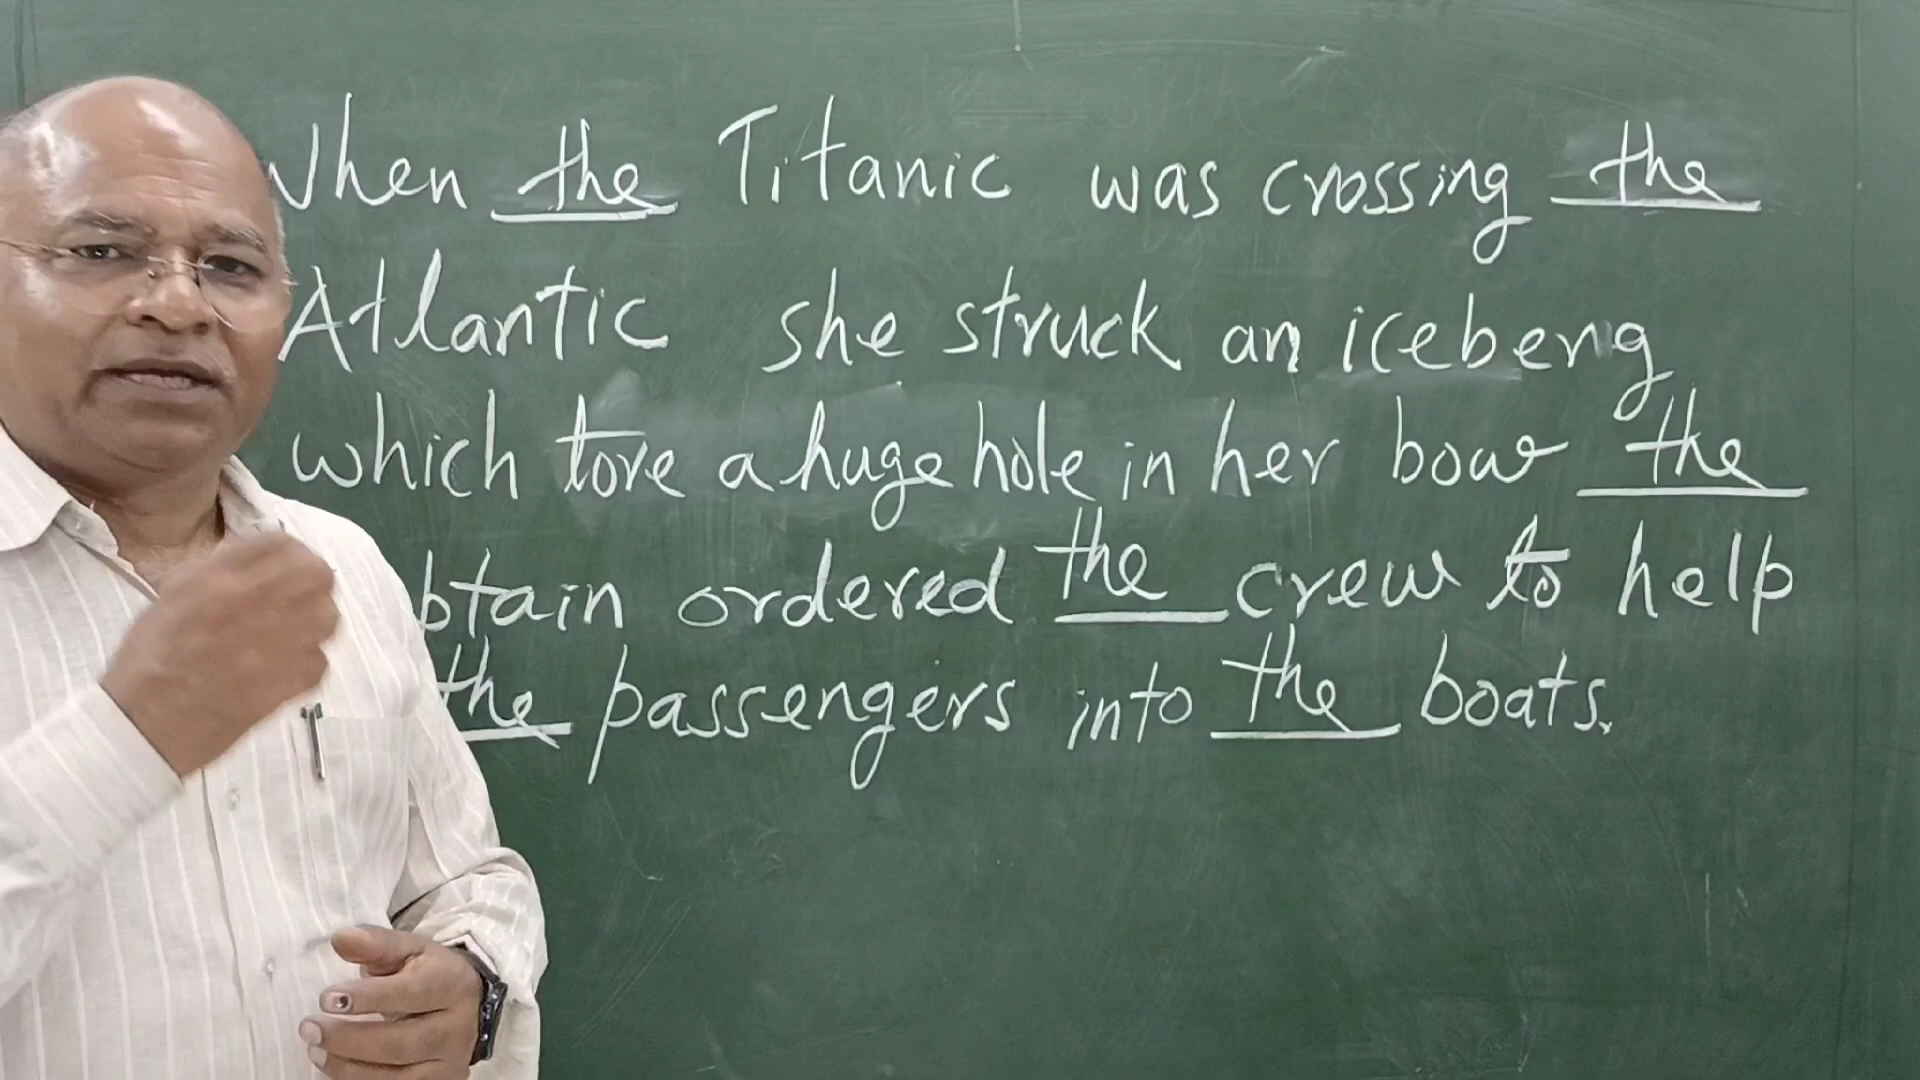 When the Titanic was crossing the
Atlantic she struck an iceberg
which tore a huge hole in her bow the
ptain ordered the crew to help
the passengers into the boats.